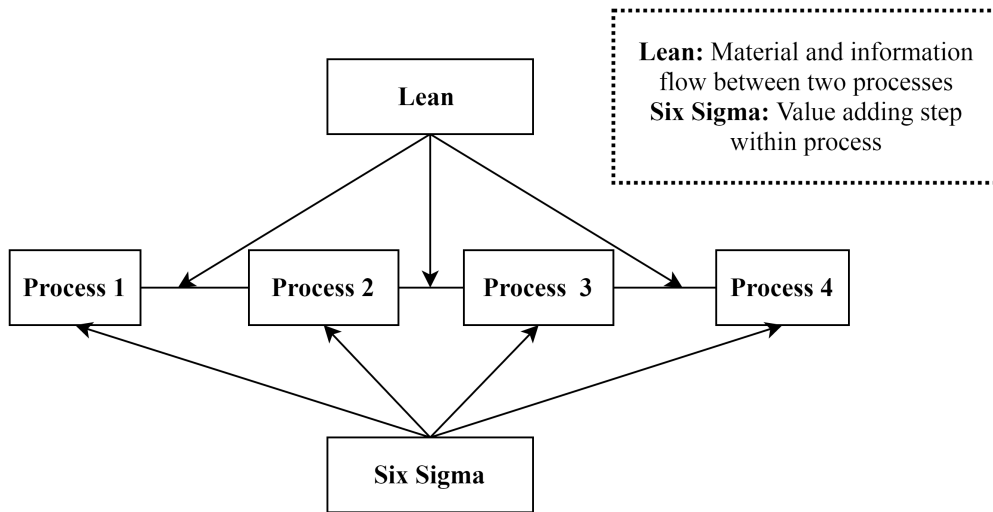 Lean: Material and information
flow between two processes
Six Sigma: Value adding step
within process
Lean
Process 1
Process 2
Process 3
Process 4
Six Sigma